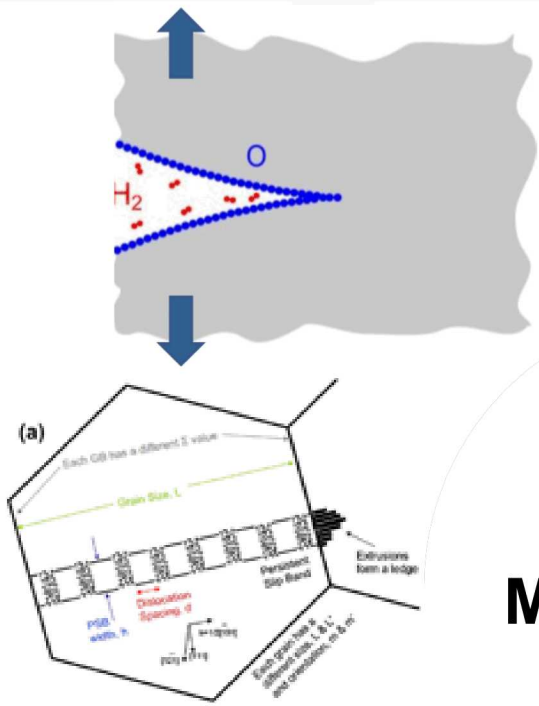 O
H₂
(a)
Each GB has a different Σ value
Grain Size, L
Persistent
Slip Band
Extrusions
form a ledge
Dislocation
Spacing, d
PSB
width, h
Each grain has a
different size, L & L'
and orientation, m & m'
M